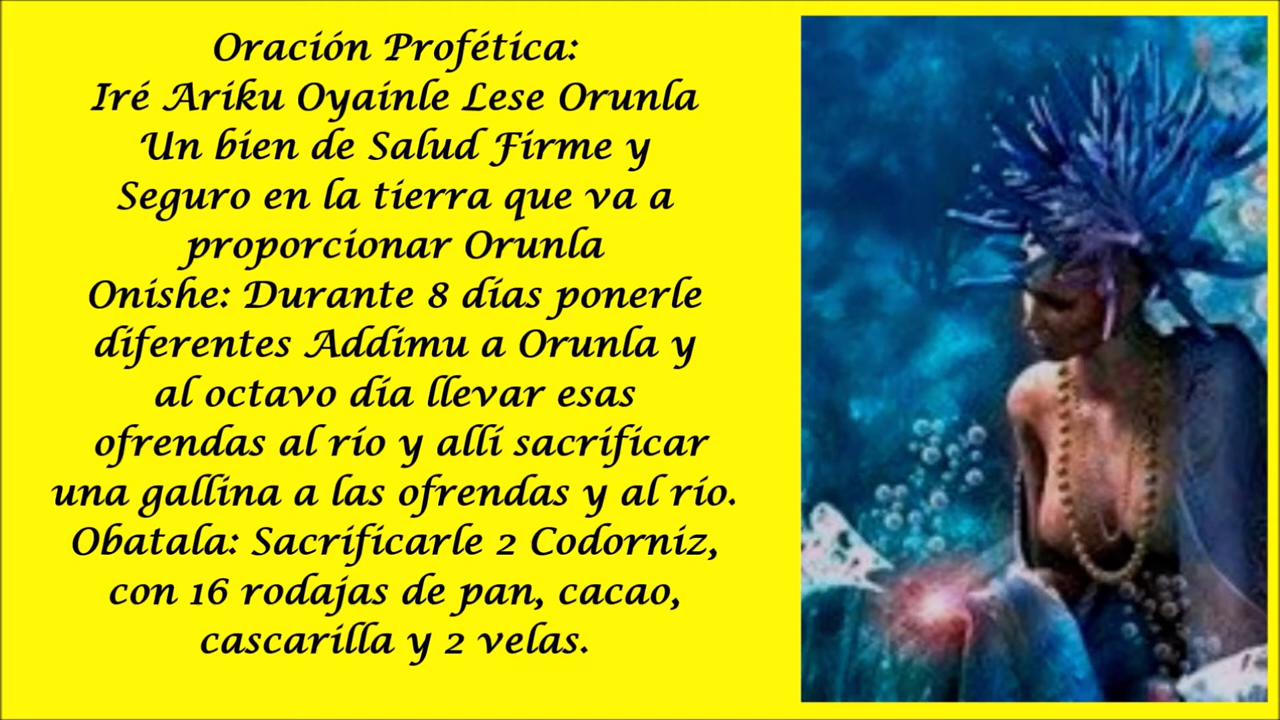 Oración Profética:
Iré Ariku Oyainle Lese Orunla
Un bien de Salud Firme y
Seguro en la tierra que va a
proporcionar Orunla
Onishe: Durante 8 días ponerle
diferentes Addimu a Orunla y
al octavo día llevar esas
ofrendas al río y allí sacrificar
una gallina a las ofrendas y al río.
Obatala: Sacrificarle 2 Codorniz,
con 16 rodajas de pan, cacao,
cascarilla y 2 velas.